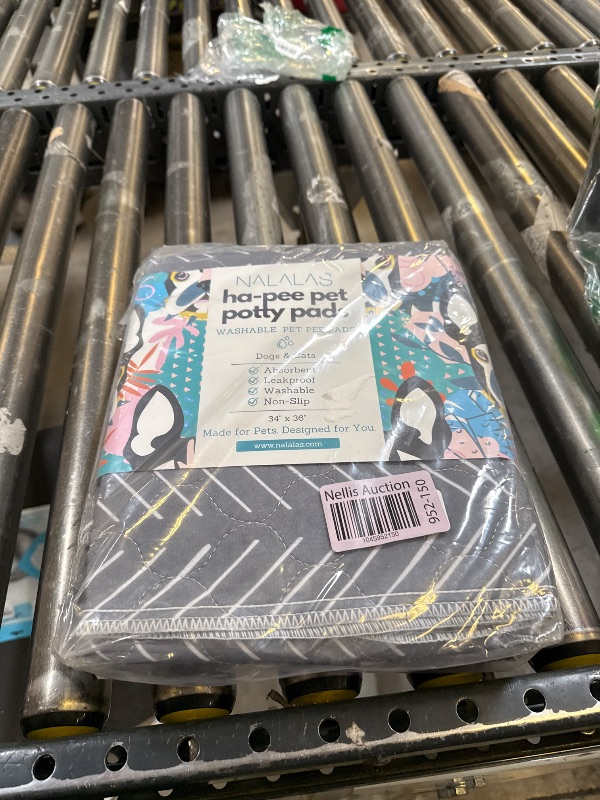 NALALAS
ha-pee pet
potty pads
WASHABLE PET PEE PADS
Dogs & Cats
Absorbent
Leakproof
Washable
Non-Slip
34" x 36"
Made for Pets. Designed for You.
www.nalalas.com
Nellis Auction
952-150
1045952150